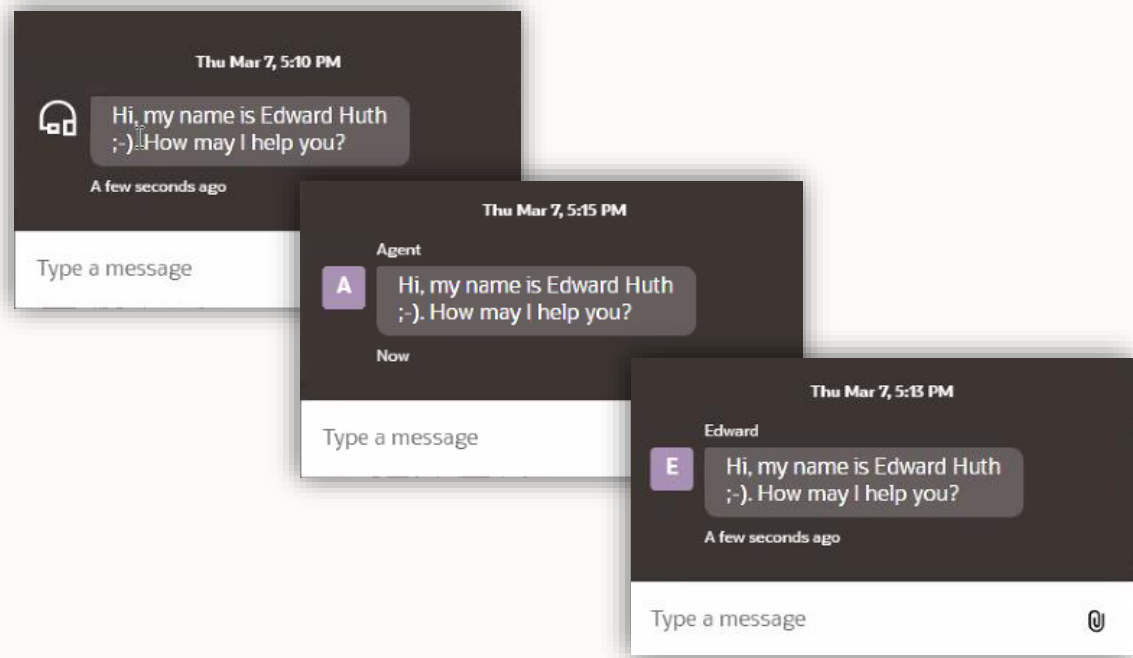 Thu Mar 7, 5:10 PM
Hi, my name is Edward Huth
;-). How may I help you?
A few seconds ago
Type a message
Thu Mar 7, 5:15 PM
Agent
A
Hi, my name is Edward Huth
;-). How may I help you?
Now
Type a message
Thu Mar 7, 5:13 PM
Edward
E
Hi, my name is Edward Huth
;-). How may I help you?
A few seconds ago
Type a message